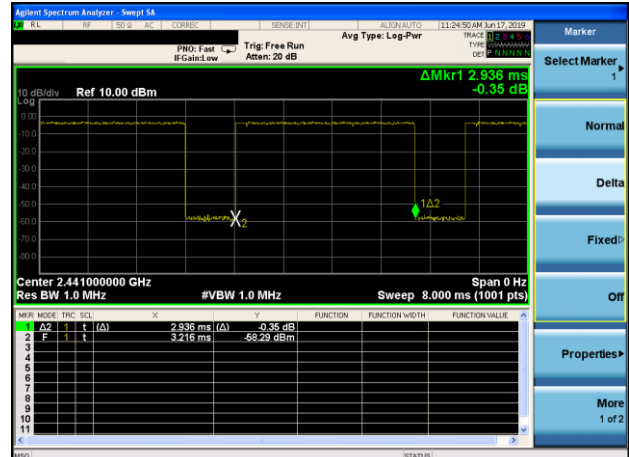 Agilent Spectrum Analyzer - Swept SA
RL RF 50 Ω AC CORREC SENSE:INT ALIGNAUTO 11:24:50 AM Jun 17, 2019
Marker
Avg Type: Log-Pwr TRACE 1 2 3 4 5 6
PNO: Fast Trig: Free Run TYPE
IFGain:Low Atten: 20 dB DET P N N N N N
Select Marker
1
ΔMkr1 2.936 ms
-0.35 dB
10 dB/div Ref 10.00 dBm
Log
0.00
-10.0
-20.0
-30.0
-40.0
-50.0
-60.0
-70.0
-80.0
1Δ2
X2
Normal
Delta
Fixed
Off
Center 2.441000000 GHz Span 0 Hz
Res BW 1.0 MHz #VBW 1.0 MHz Sweep 8.000 ms (1001 pts)
MKR MODE TRC SCL X Y FUNCTION FUNCTION WIDTH FUNCTION VALUE
1 Δ2 1 t (Δ) 2.936 ms (Δ) -0.35 dB
2 F 1 t 3.216 ms -58.29 dBm
3
4
5
6
7
8
9
10
11
Properties
More
1 of 2
MSG STATUS